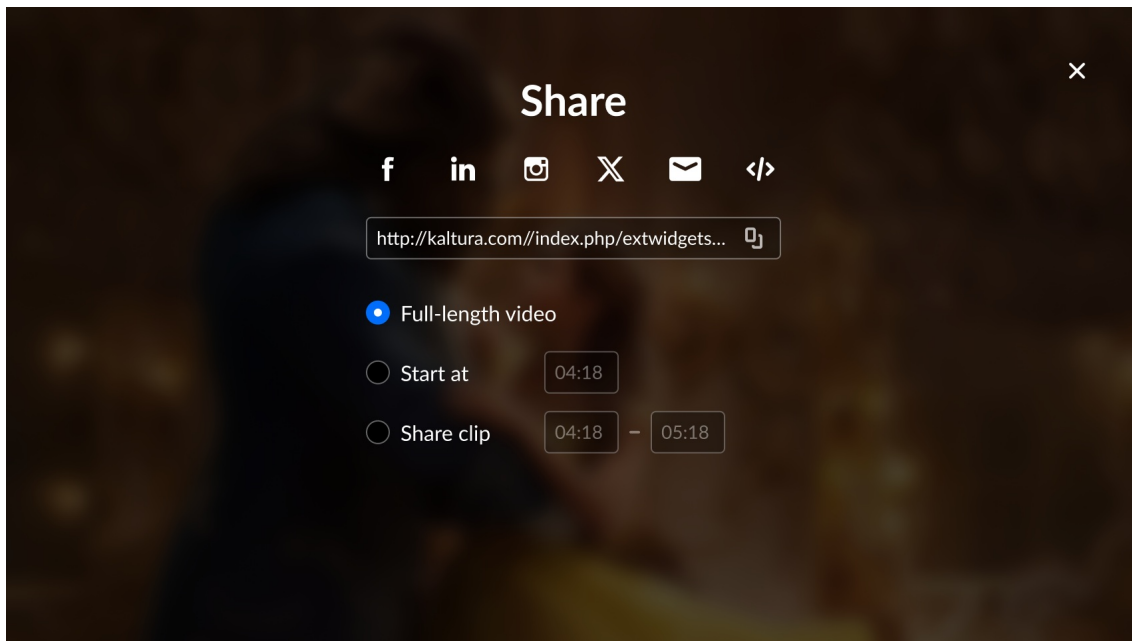 Share
f in X </>
http://kaltura.com//index.php/extwidgets...
Full-length video
Start at 04:18
Share clip 04:18 – 05:18